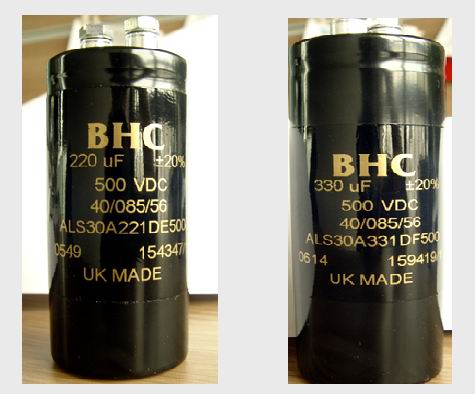 BHC
220 uF ±20%
500 VDC
40/085/56
ALS30A221DE500
0549 154347/
UK MADE
BHC
330 uF ±20%
500 VDC
40/085/56
ALS30A331DF500
0614 159419/
UK MADE